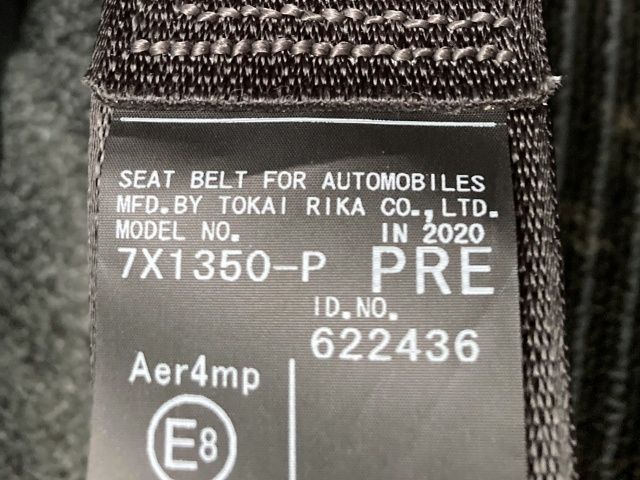 SEAT BELT FOR AUTOMOBILES
MFD.BY TOKAI RIKA CO.,LTD.
MODEL NO. IN 2020
7X1350-P PRE
ID.NO.
622436
Aer4mp
E8